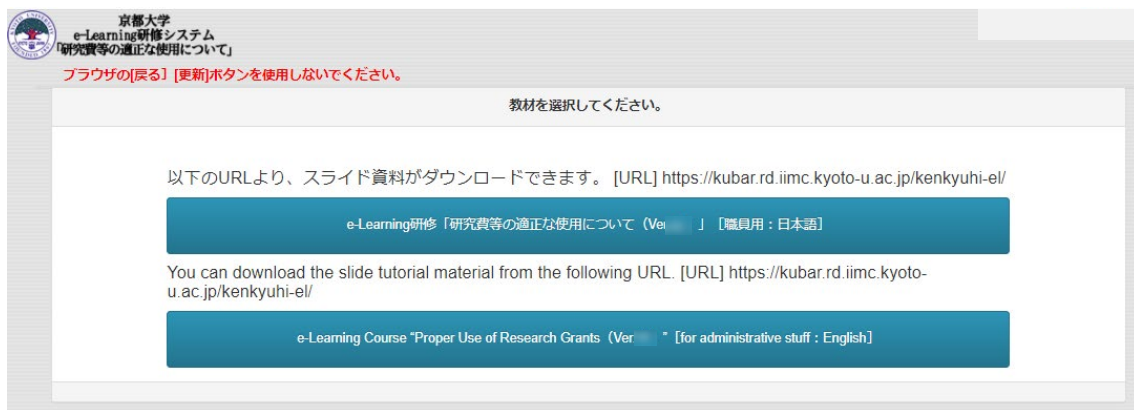 京都大学
e-Learning研修システム
「研究費等の適正な使用について」
ブラウザの[戻る］[更新]ボタンを使用しないでください。
教材を選択してください。
以下のURLより、スライド資料がダウンロードできます。 [URL] https://kubar.rd.iimc.kyoto-u.ac.jp/kenkyuhi-el/
e-Learning研修「研究費等の適正な使用について（Ve 」［職員用：日本語］
You can download the slide tutorial material from the following URL. [URL] https://kubar.rd.iimc.kyoto-
u.ac.jp/kenkyuhi-el/
e-Learning Course “Proper Use of Research Grants（Ver ”［for administrative stuff : English］